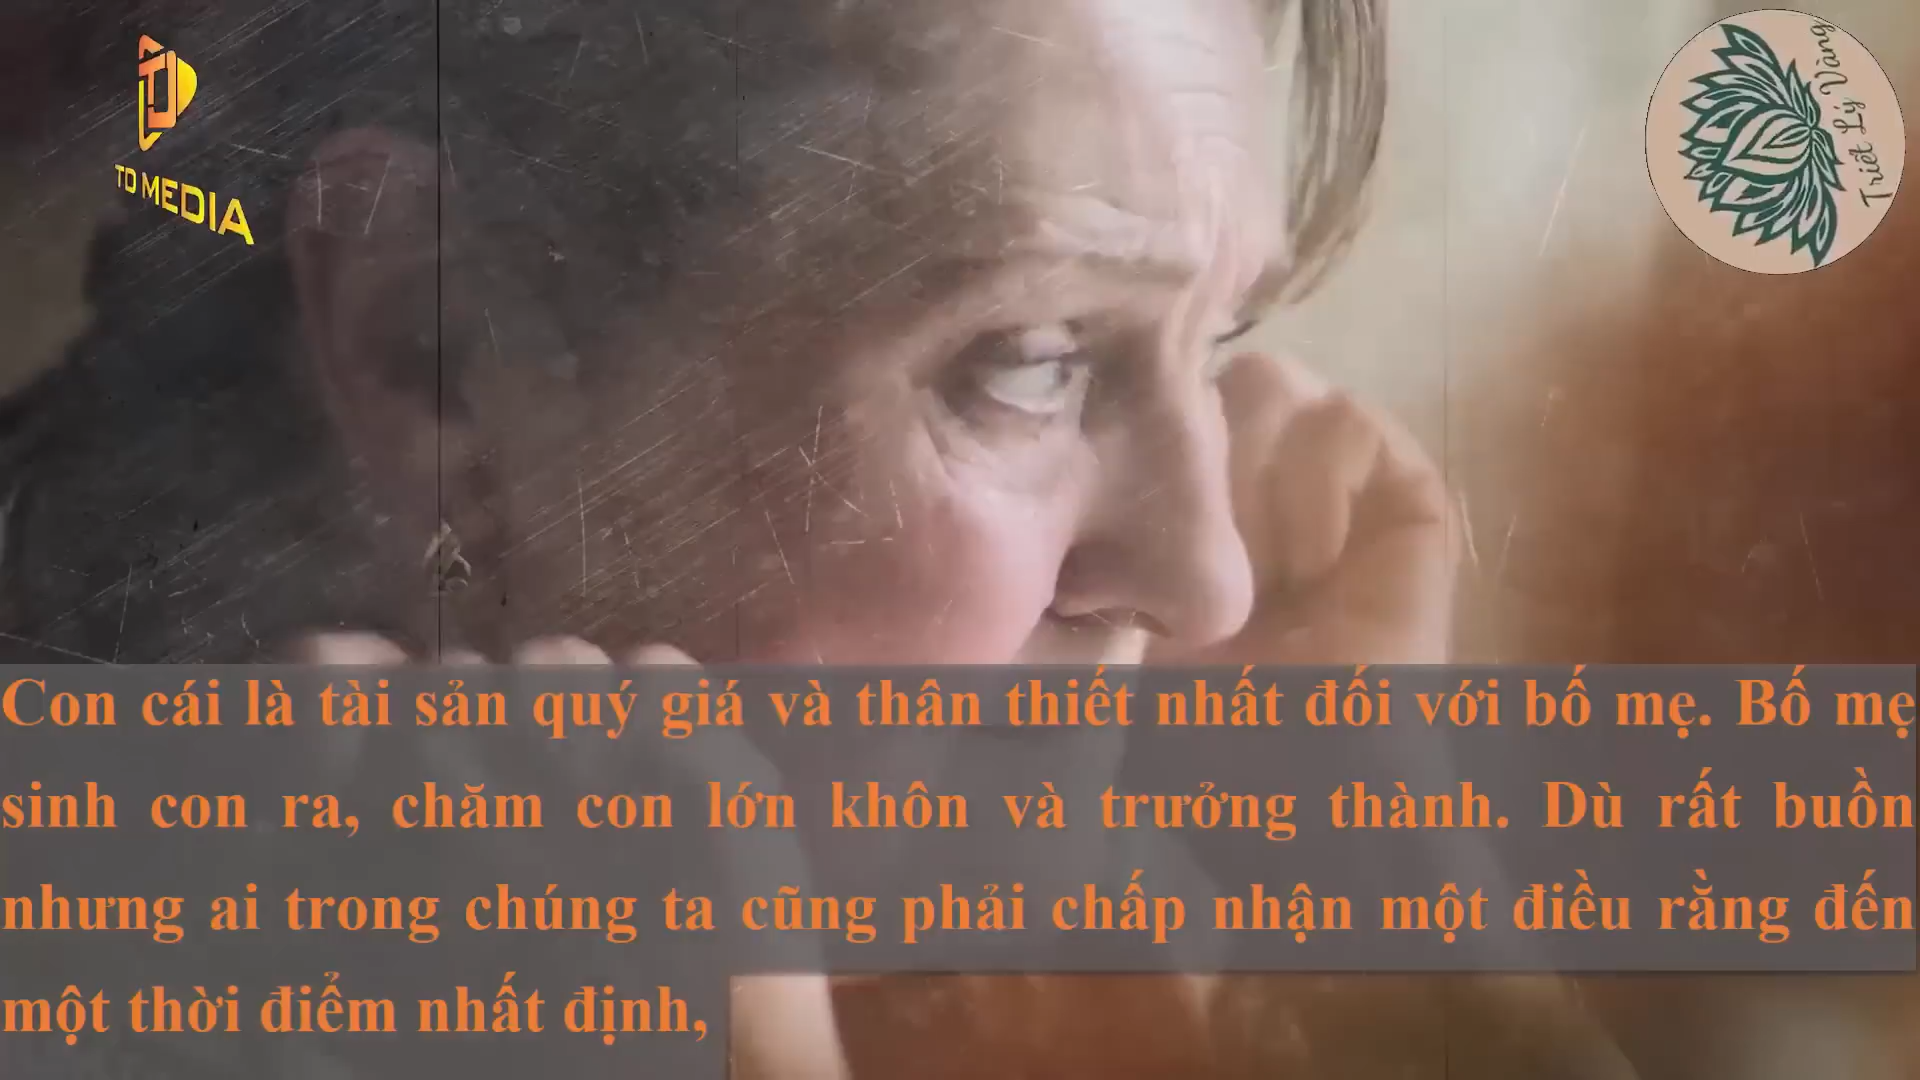 TD MEDIA
Triết Lý Vàng
Con cái là tài sản quý giá và thân thiết nhất đối với bố mẹ. Bố mẹ
sinh con ra, chăm con lớn khôn và trưởng thành. Dù rất buồn
nhưng ai trong chúng ta cũng phải chấp nhận một điều rằng đến
một thời điểm nhất định,